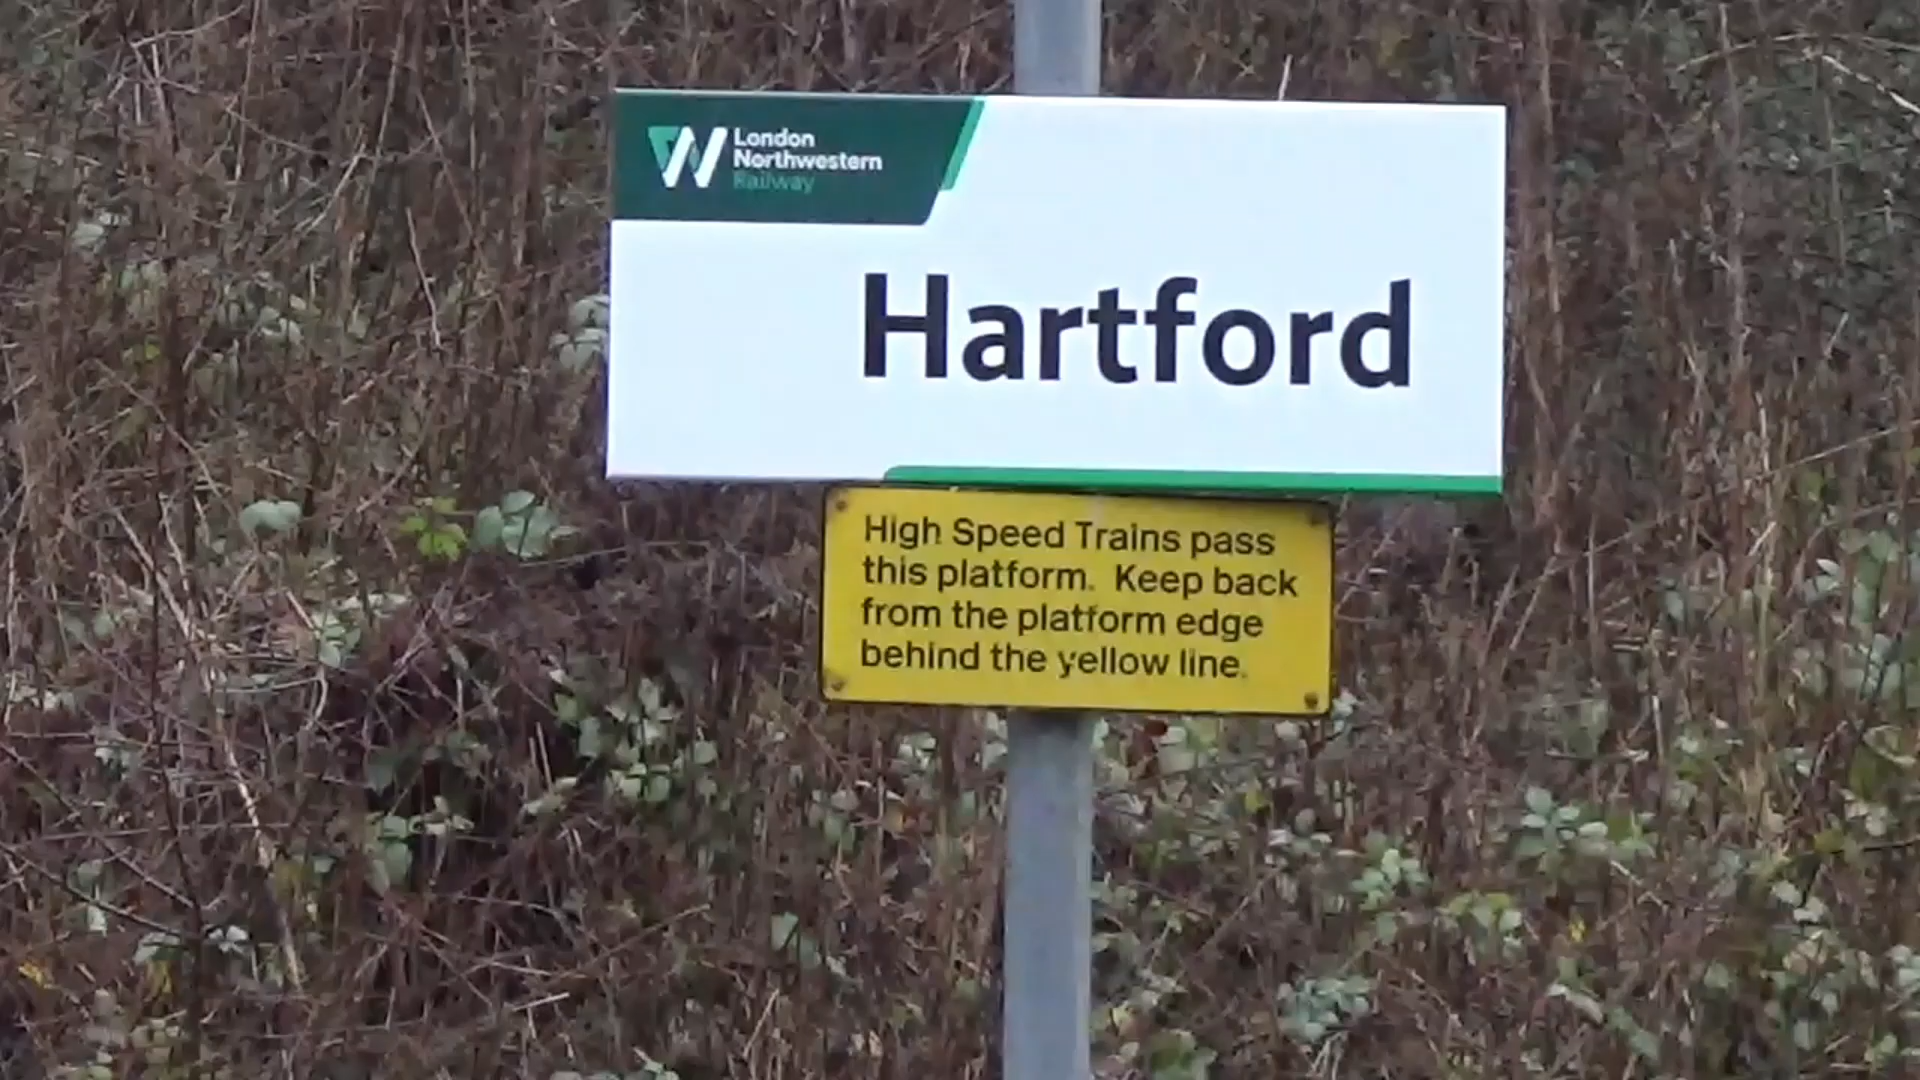 London
Northwestern
Railway
Hartford
High Speed Trains pass
this platform. Keep back
from the platform edge
behind the yellow line.